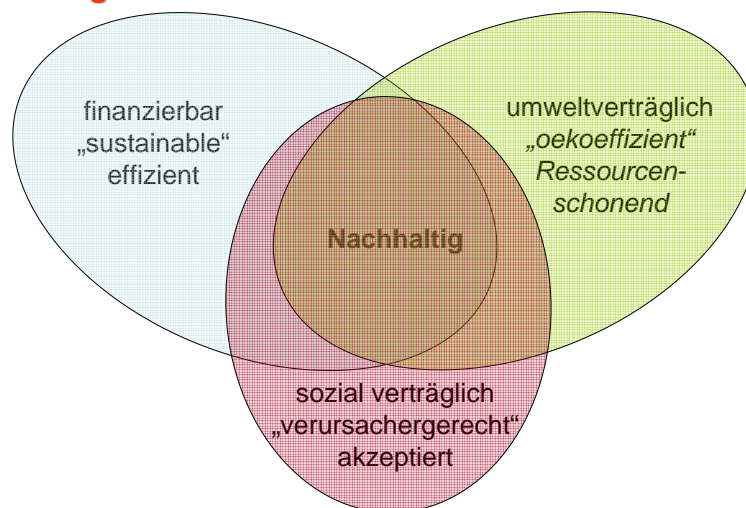 finanzierbar
„sustainable“
effizient
umweltverträglich
„oekoeffizient“
Ressourcen-
schonend
Nachhaltig
sozial verträglich
„verursachergerecht“
akzeptiert